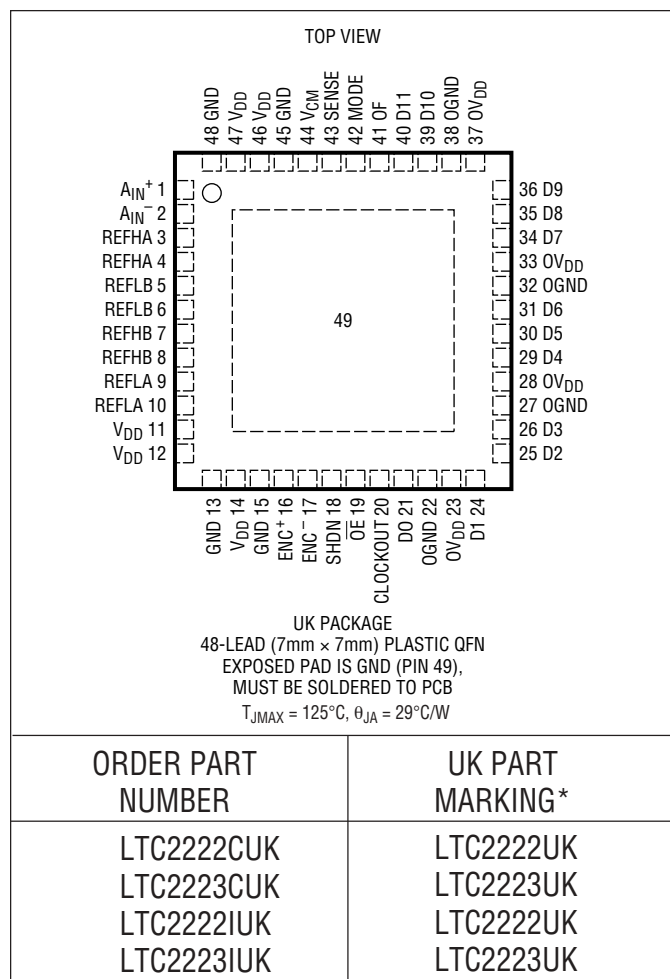 TOP VIEW
48 GND
47 VDD
46 VDD
45 GND
44 VCM
43 SENSE
42 MODE
41 OF
40 D11
39 D10
38 OGND
37 OVDD
AIN+ 1
AIN− 2
REFHA 3
REFHA 4
REFLB 5
REFLB 6
REFHB 7
REFHB 8
REFLA 9
REFLA 10
VDD 11
VDD 12
36 D9
35 D8
34 D7
33 OVDD
32 OGND
31 D6
30 D5
29 D4
28 OVDD
27 OGND
26 D3
25 D2
49
GND 13
VDD 14
GND 15
ENC+ 16
ENC− 17
SHDN 18
O̅E̅ 19
CLOCKOUT 20
DO 21
OGND 22
OVDD 23
D1 24
UK PACKAGE
48-LEAD (7mm × 7mm) PLASTIC QFN
EXPOSED PAD IS GND (PIN 49),
MUST BE SOLDERED TO PCB
TJMAX = 125°C, θJA = 29°C/W
ORDER PART
NUMBER
UK PART
MARKING*
LTC2222CUK
LTC2223CUK
LTC2222IUK
LTC2223IUK
LTC2222UK
LTC2223UK
LTC2222UK
LTC2223UK